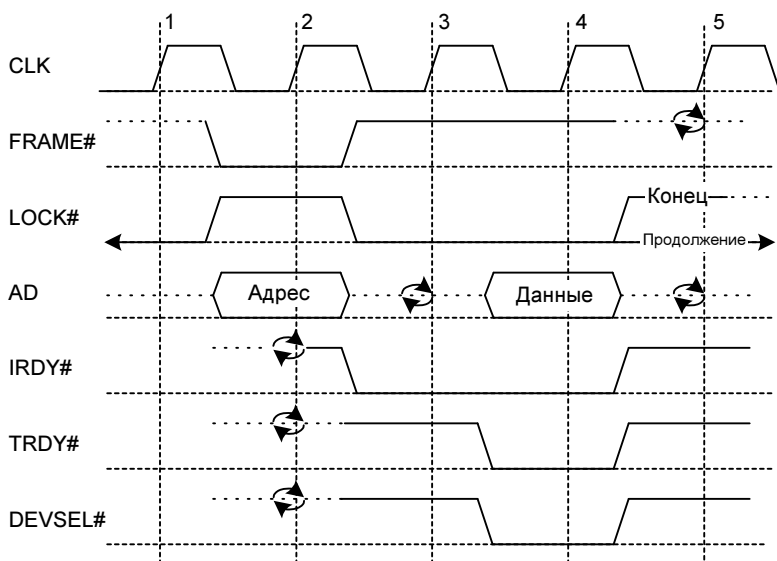 1 2 3 4 5
CLK
FRAME#
LOCK#
Конец
Продолжение
AD
Адрес
Данные
IRDY#
TRDY#
DEVSEL#